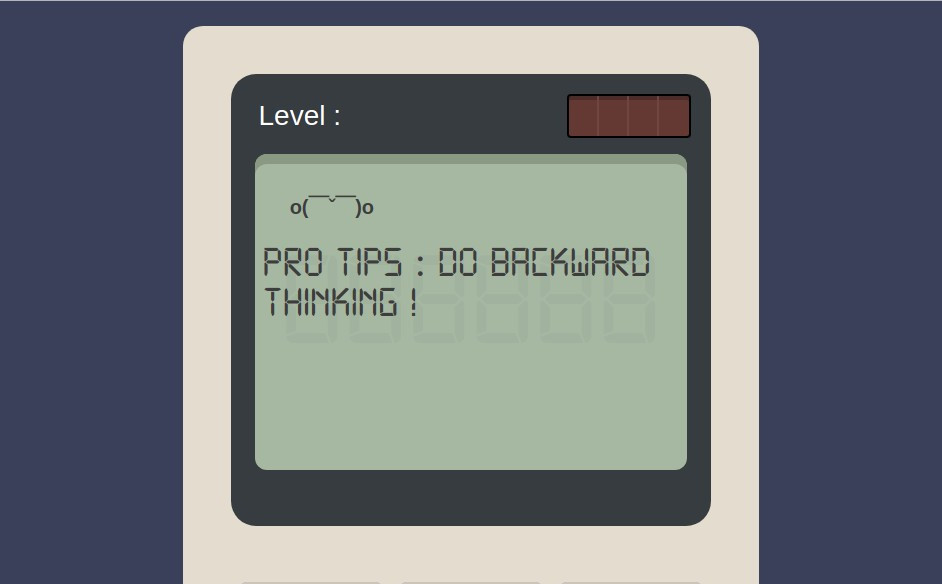 Level :
o(￣ˇ￣)o
PRO TIPS : DO BACKWARD
THINKING !